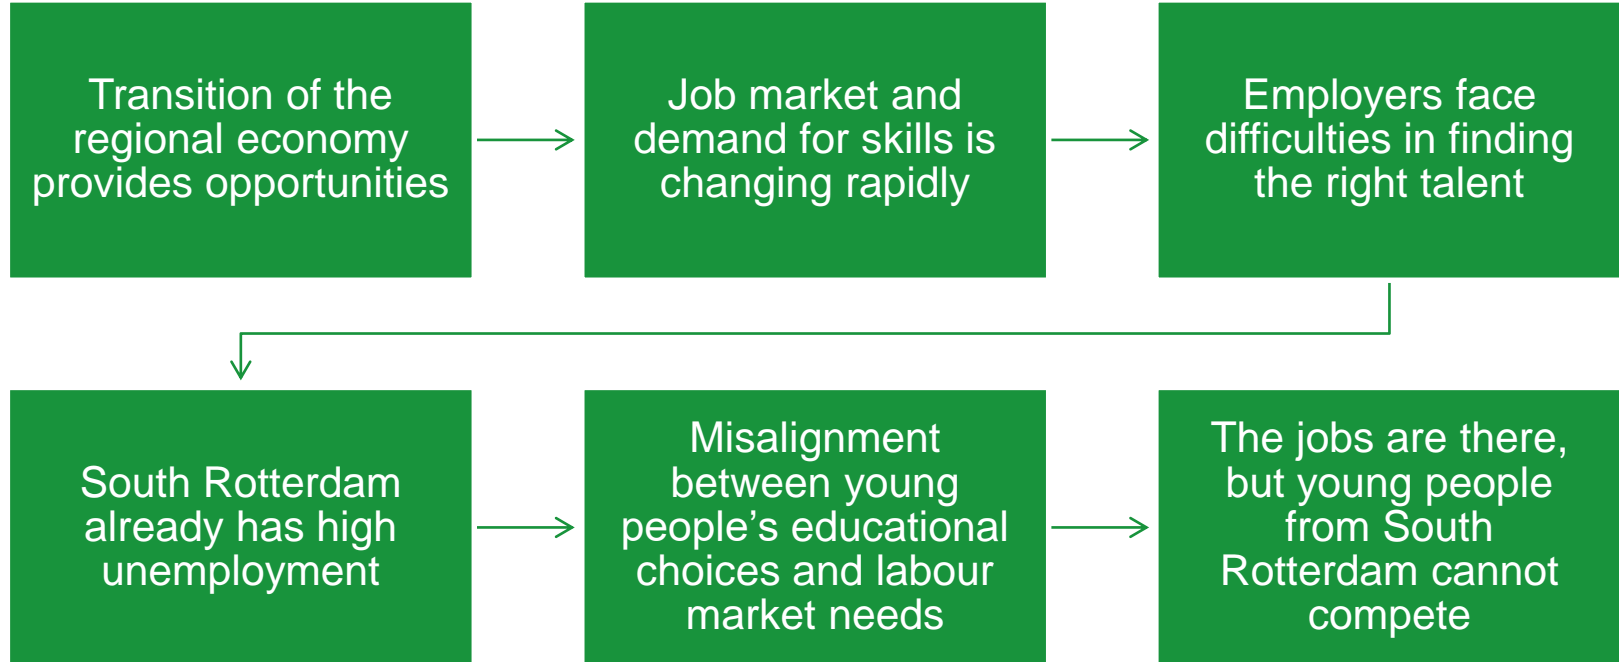 Transition of the
regional economy
provides opportunities
Job market and
demand for skills is
changing rapidly
Employers face
difficulties in finding
the right talent
South Rotterdam
already has high
unemployment
Misalignment
between young
people’s educational
choices and labour
market needs
The jobs are there,
but young people
from South
Rotterdam cannot
compete